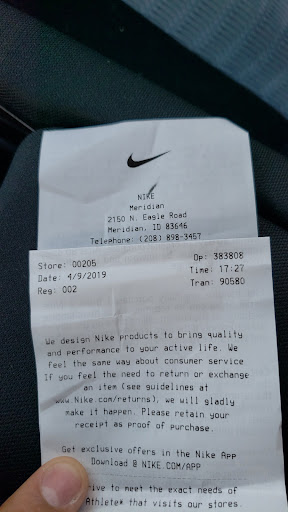 NIKE
Meridian
2150 N. Eagle Road
Meridian, ID 83646
Telephone: (208) 898-3457
Store: 00205 Op: 383808
Date: 4/9/2019 Time: 17:27
Reg: 002 Tran: 90580
We design Nike products to bring quality
and performance to your active life. We
feel the same way about consumer service
If you feel the need to return or exchange
an item (see guidelines at
www.Nike.com/returns), we will gladly
make it happen. Please retain your
receipt as proof of purchase.
Get exclusive offers in the Nike App
Download @ NIKE.COM/APP
to meet the exact needs of
Athlete* that visits our stores.